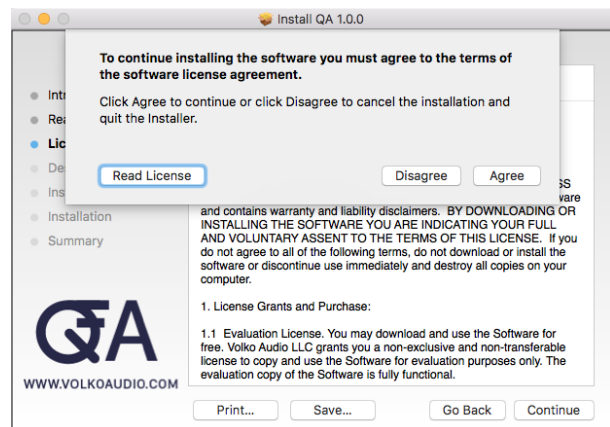 Install QA 1.0.0
To continue installing the software you must agree to the terms of
the software license agreement.
Click Agree to continue or click Disagree to cancel the installation and
quit the Installer.
Read License
Disagree
Agree
Intr
Rea
Lic
De
Ins
Installation
Summary
SS
ware
and contains warranty and liability disclaimers. BY DOWNLOADING OR
INSTALLING THE SOFTWARE YOU ARE INDICATING YOUR FULL
AND VOLUNTARY ASSENT TO THE TERMS OF THIS LICENSE. If you
do not agree to all of the following terms, do not download or install the
software or discontinue use immediately and destroy all copies on your
computer.
1. License Grants and Purchase:
1.1 Evaluation License. You may download and use the Software for
free. Volko Audio LLC grants you a non-exclusive and non-transferable
license to copy and use the Software for evaluation purposes only. The
evaluation copy of the Software is fully functional.
QA
WWW.VOLKOAUDIO.COM
Print...
Save...
Go Back
Continue